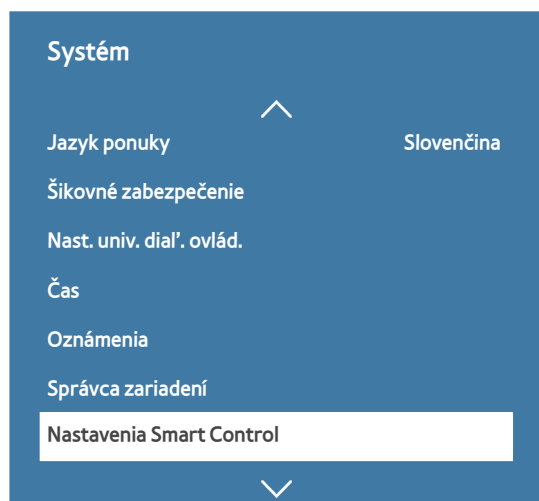 Systém
Jazyk ponuky Slovenčina
Šikovné zabezpečenie
Nast. univ. diaľ. ovlád.
Čas
Oznámenia
Správca zariadení
Nastavenia Smart Control